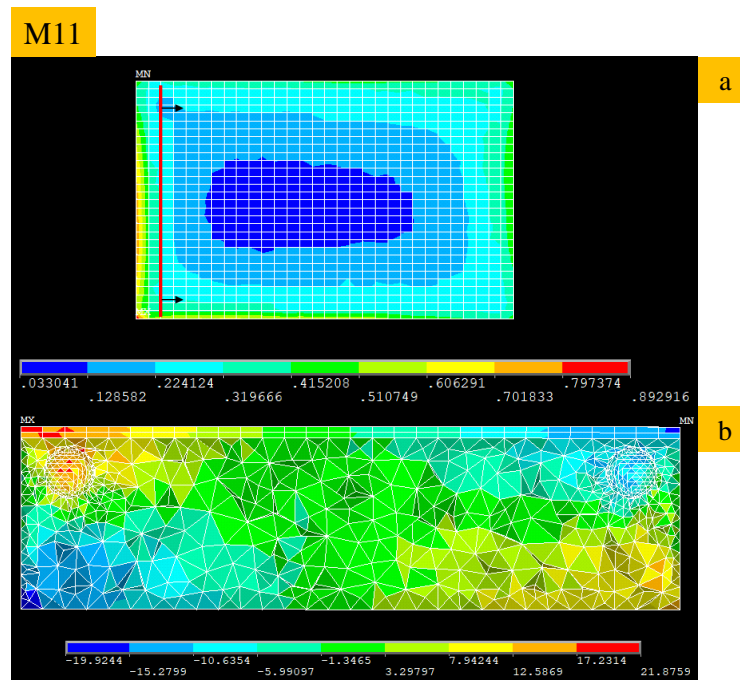 M11
a
MN
MX
.033041 .224124 .415208 .606291 .797374
.128582 .319666 .510749 .701833 .892916
MX MN
b
-19.9244 -10.6354 -1.3465 7.94244 17.2314
-15.2799 -5.99097 3.29797 12.5869 21.8759